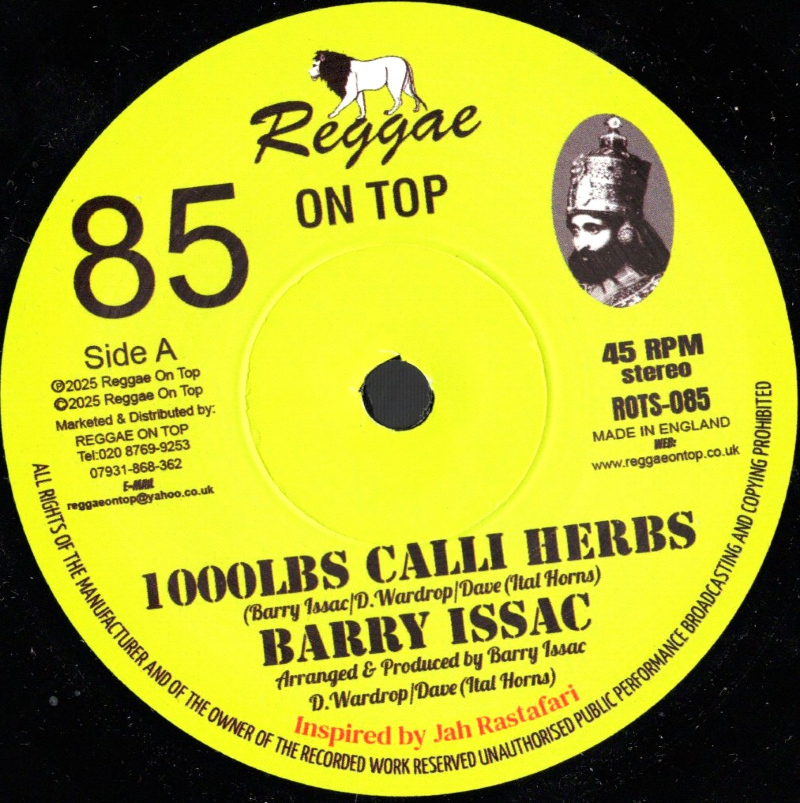 Reggae
ON TOP
85
Side A
℗2025 Reggae On Top
©2025 Reggae On Top
Marketed & Distributed by:
REGGAE ON TOP
Tel:020 8769-9253
07931-868-362
E-MAIL
reggaeontop@yahoo.co.uk
45 RPM
stereo
ROTS-085
MADE IN ENGLAND
WEB:
www.reggaeontop.co.uk
1000LBS CALLI HERBS
(Barry Issac/D.Wardrop/Dave (Ital Horns)
BARRY ISSAC
Arranged & Produced by Barry Issac
D.Wardrop/Dave (Ital Horns)
Inspired by Jah Rastafari
ALL RIGHTS OF THE MANUFACTURER AND OF THE OWNER OF THE RECORDED WORK RESERVED UNAUTHORISED PUBLIC PERFORMANCE BROADCASTING AND COPYING PROHIBITED